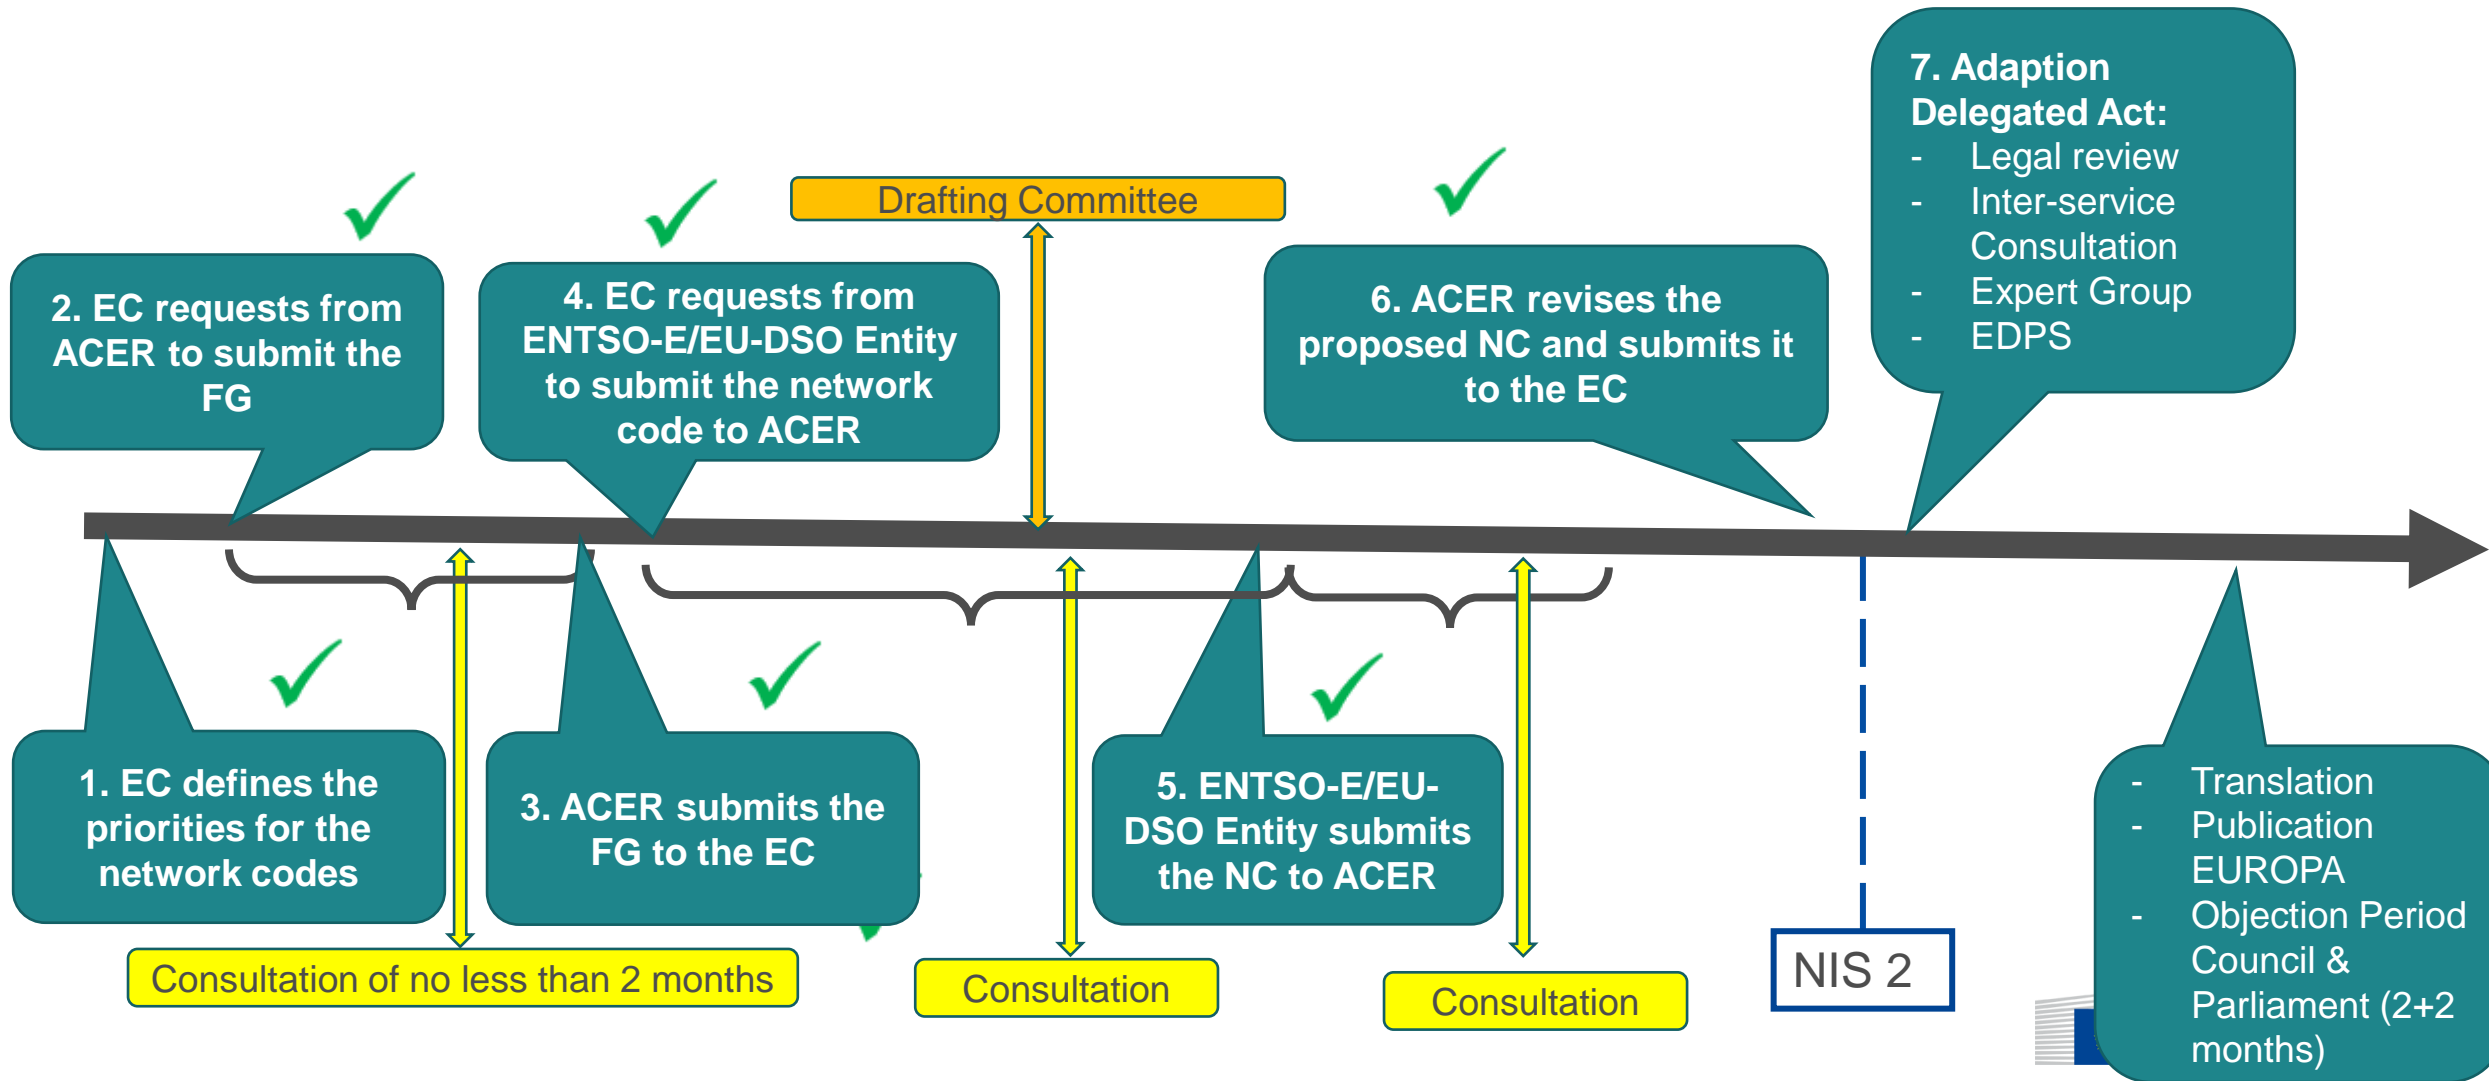 7. Adaption
Delegated Act:
- Legal review
- Inter-service
Consultation
- Expert Group
- EDPS
Drafting Committee
2. EC requests from
ACER to submit the
FG
4. EC requests from
ENTSO-E/EU-DSO Entity
to submit the network
code to ACER
6. ACER revises the
proposed NC and submits it
to the EC
1. EC defines the
priorities for the
network codes
3. ACER submits the
FG to the EC
5. ENTSO-E/EU-
DSO Entity submits
the NC to ACER
- Translation
- Publication
EUROPA
- Objection Period
Council &
Parliament (2+2
months)
Consultation of no less than 2 months
Consultation
Consultation
NIS 2